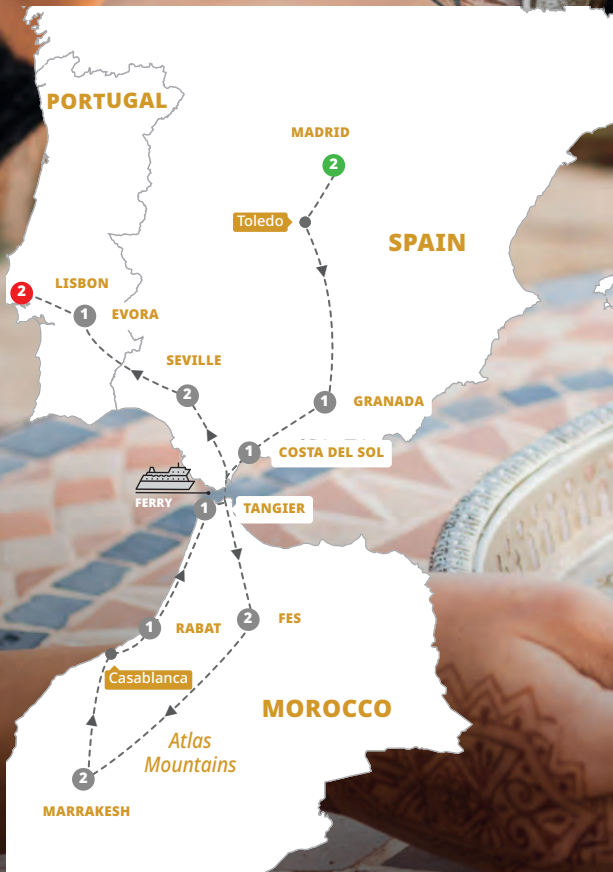 PORTUGAL
MADRID
2
Toledo
SPAIN
LISBON
2
1
EVORA
SEVILLE
2
1
GRANADA
1
COSTA DEL SOL
FERRY
1
TANGIER
1
RABAT
2
FES
Casablanca
MOROCCO
Atlas
Mountains
2
MARRAKESH